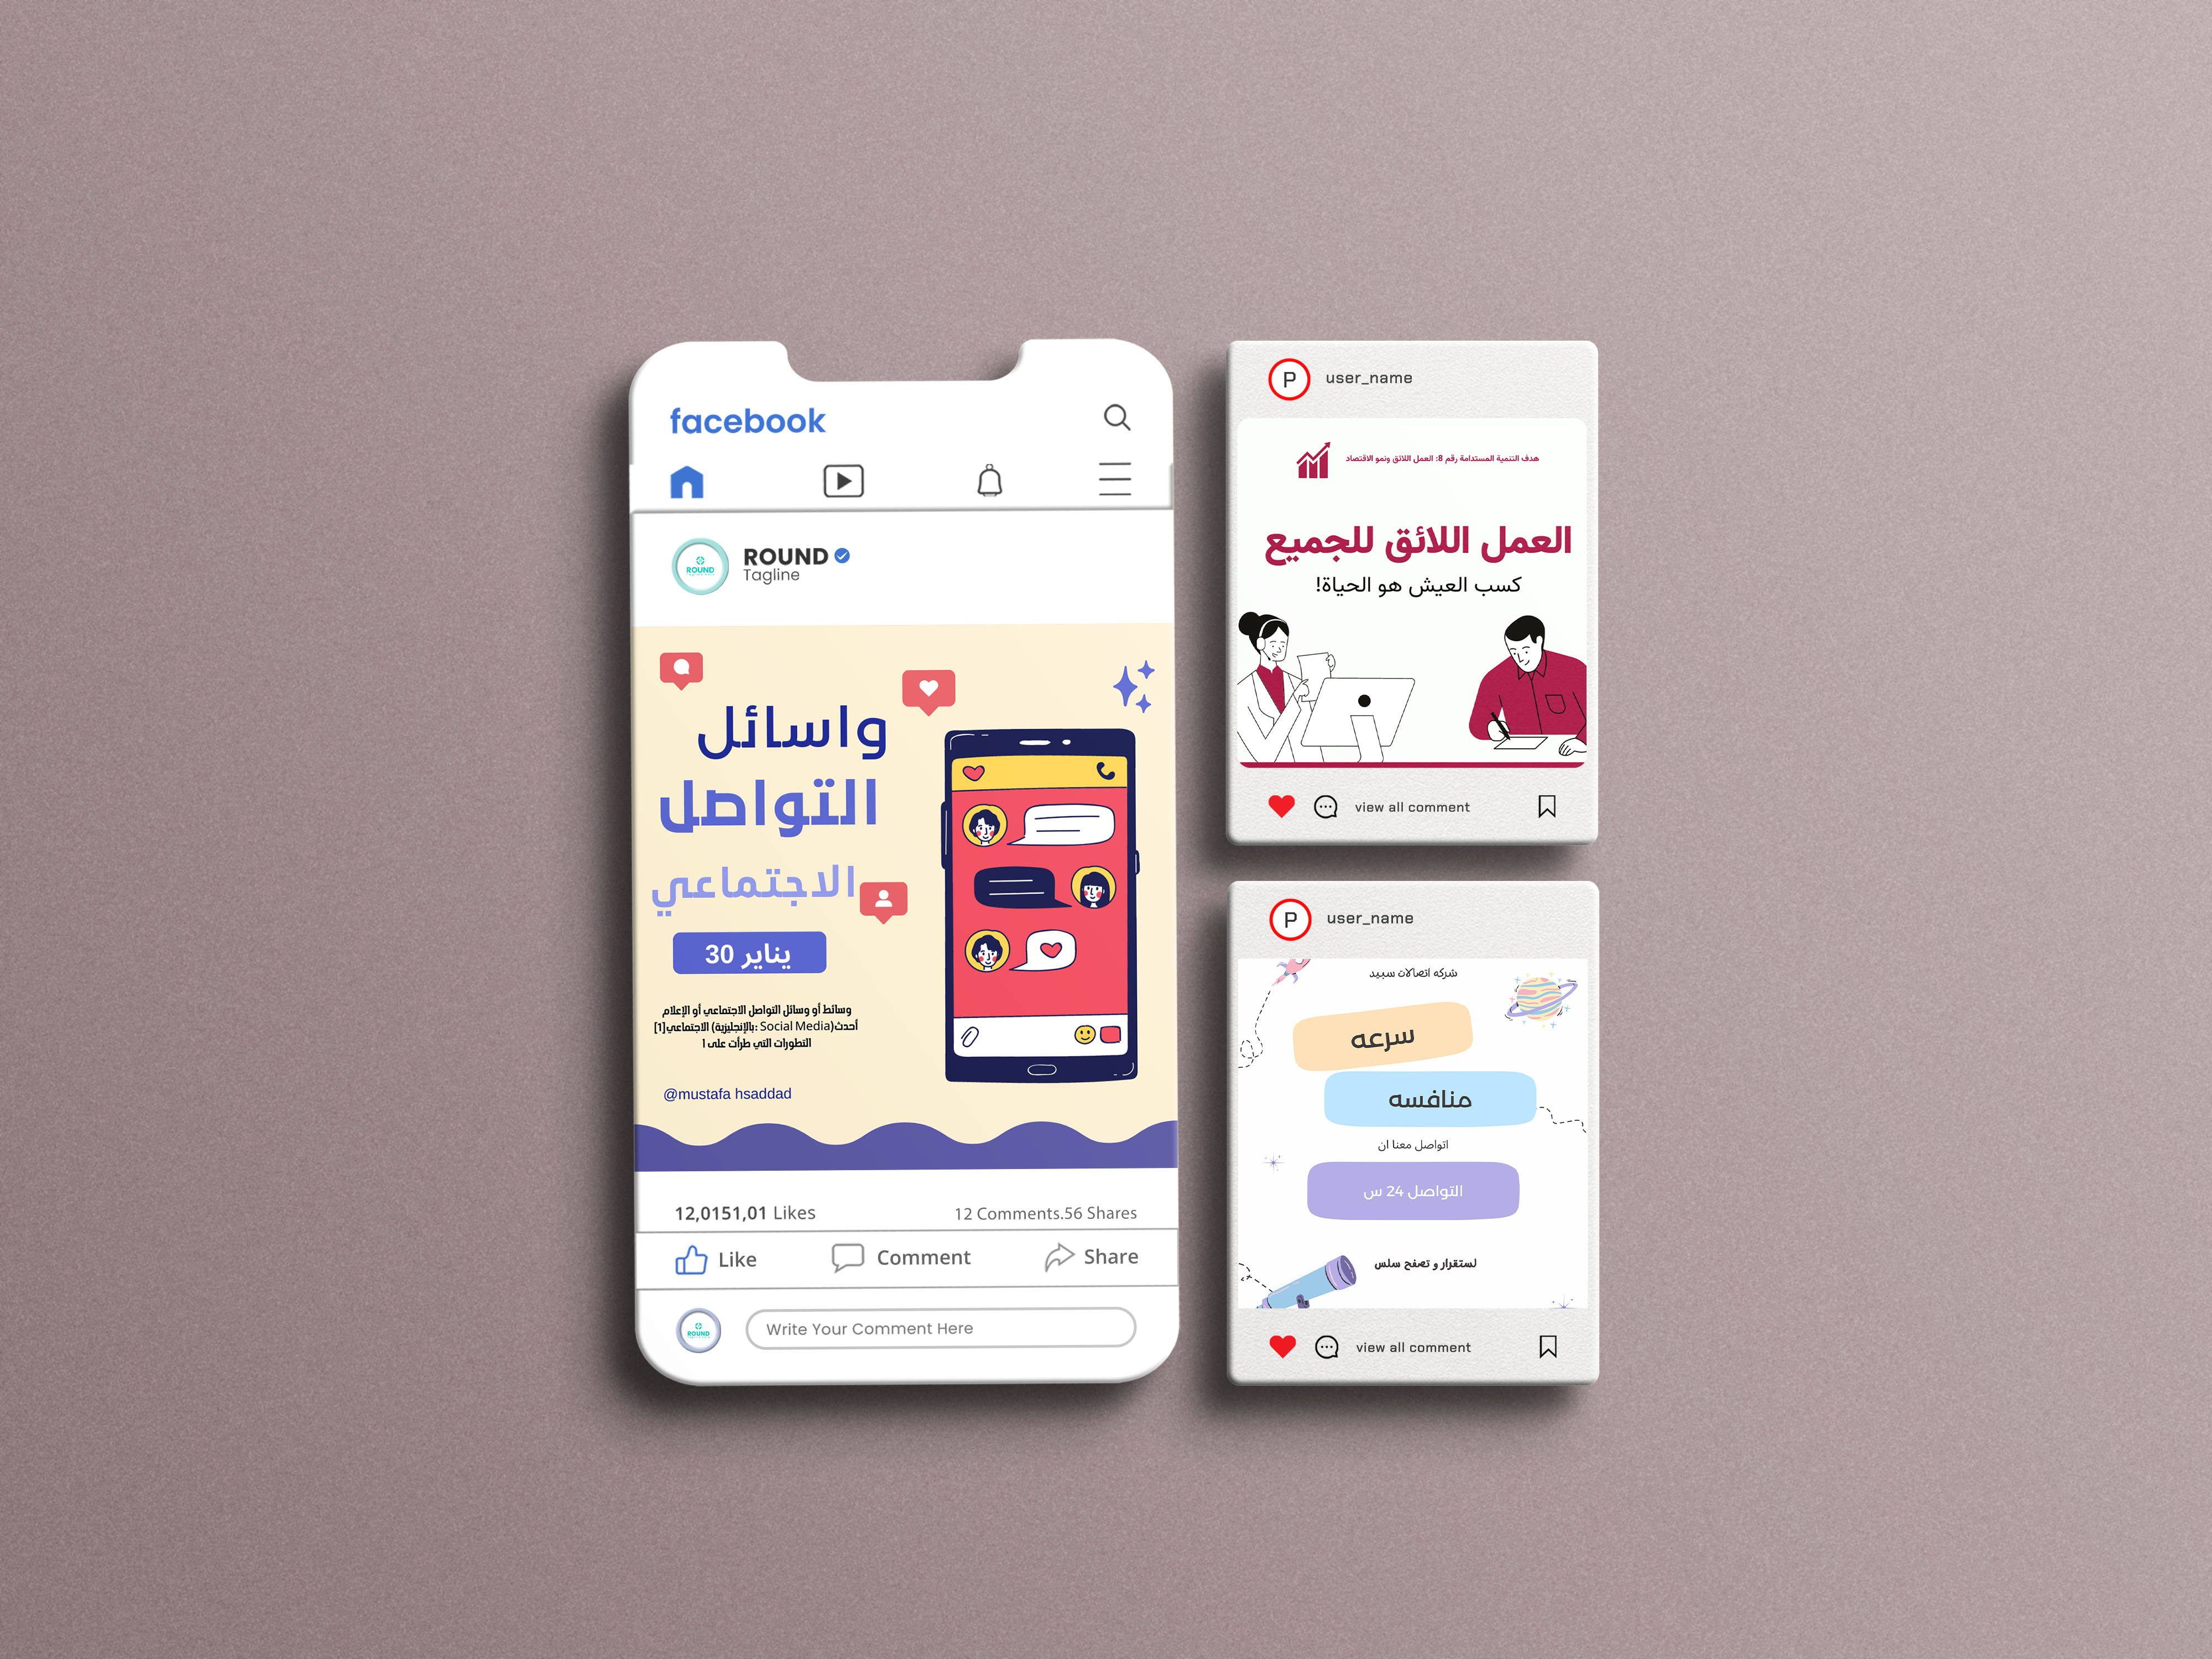 facebook
ROUND
Tagline
ROUND
واسائل
التواصل
الاجتماعي
30 يناير
وسائط أو وسائل التواصل الاجتماعي أو الإعلام
الاجتماعي[1] (بالإنجليزية: Social Media)أحدث
التطورات التي طرأت على ا
@mustafa hsaddad
12,0151,01 Likes
12 Comments.56 Shares
Like
Comment
Share
ROUND
Write Your Comment Here
P
user_name
هدف التنمية المستدامة رقم 8: العمل اللائق ونمو الاقتصاد
العمل اللائق للجميع
كسب العيش هو الحياة!
view all comment
P
user_name
شركه اتصالات سبيد
سرعه
منافسه
اتواصل معنا ان
التواصل 24 س
لستقرار و تصفح سلس
view all comment